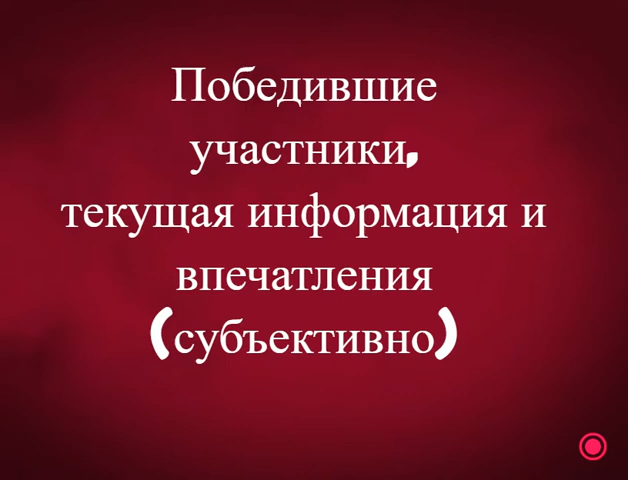 Победившие
участники,
текущая информация и
впечатления
(субъективно)